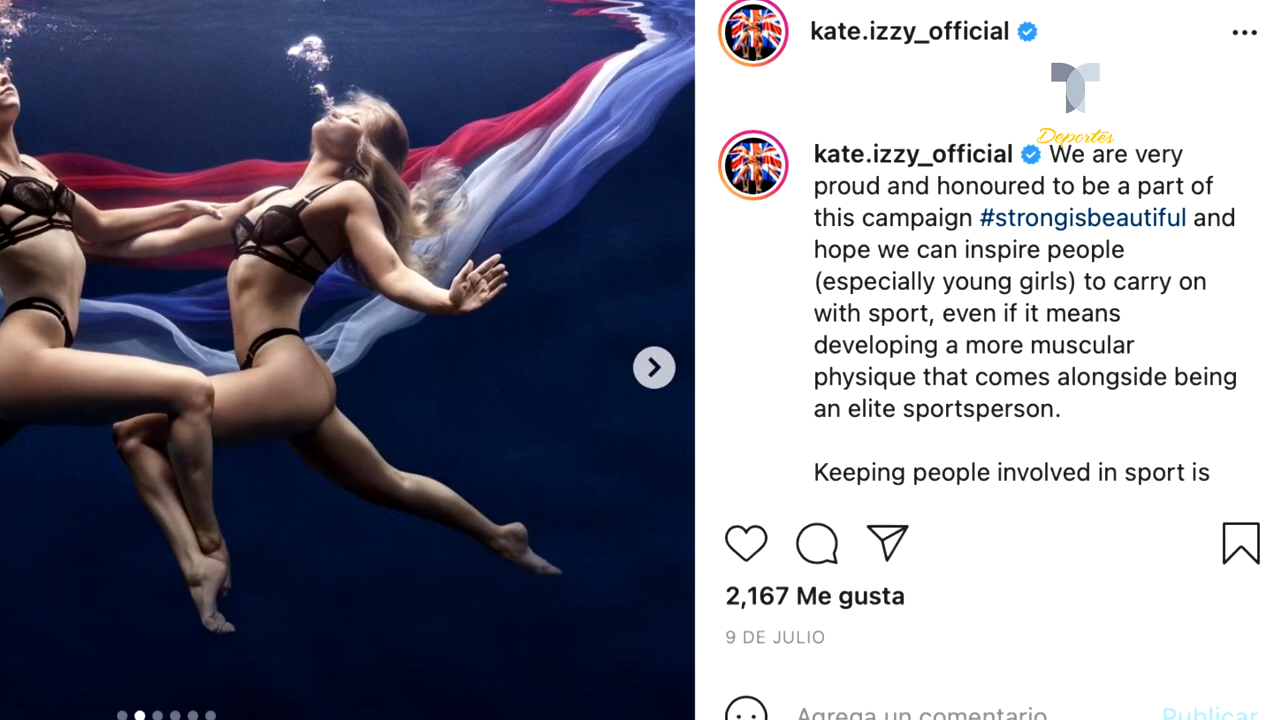 kate.izzy_official
Deportes
kate.izzy_official We are very
proud and honoured to be a part of
this campaign #strongisbeautiful and
hope we can inspire people
(especially young girls) to carry on
with sport, even if it means
developing a more muscular
physique that comes alongside being
an elite sportsperson.
Keeping people involved in sport is
2,167 Me gusta
9 DE JULIO
Agrega un comentario
Publicar